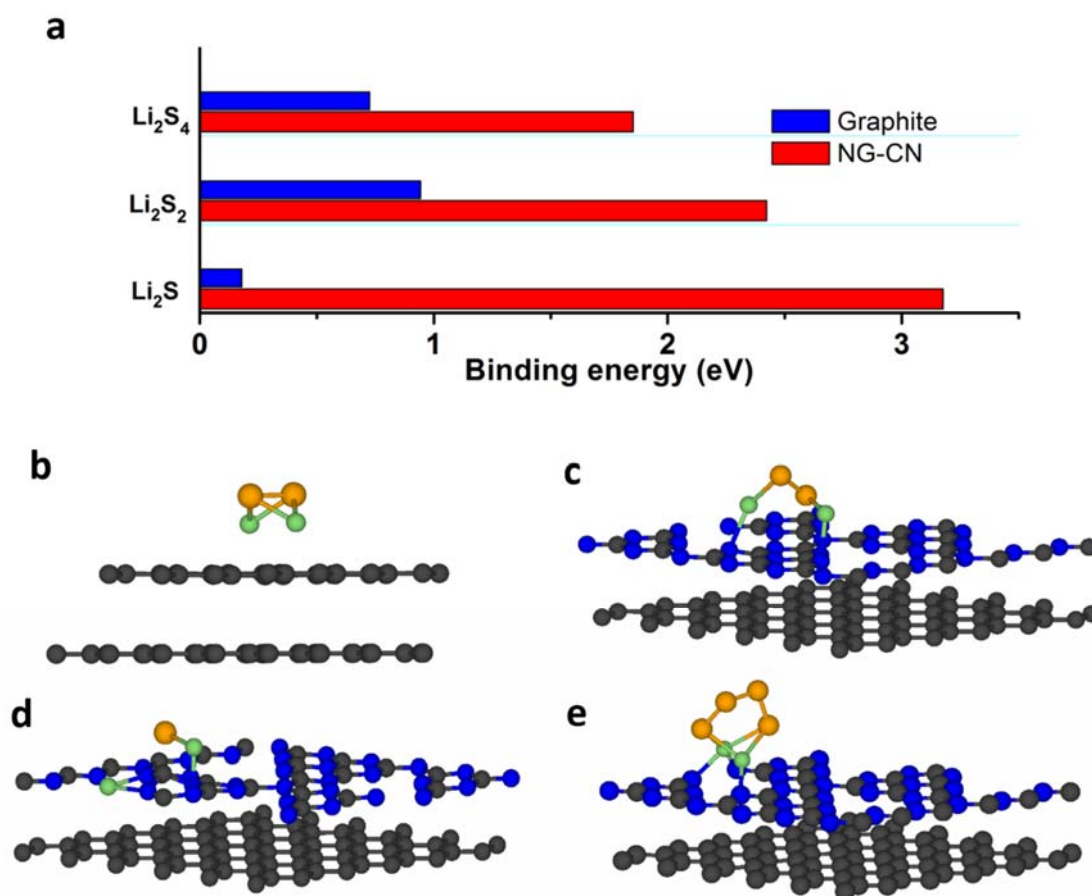 a
Li₂S₄
Graphite
NG-CN
Li₂S₂
Li₂S
0 1 2 3
Binding energy (eV)
b
c
d
e